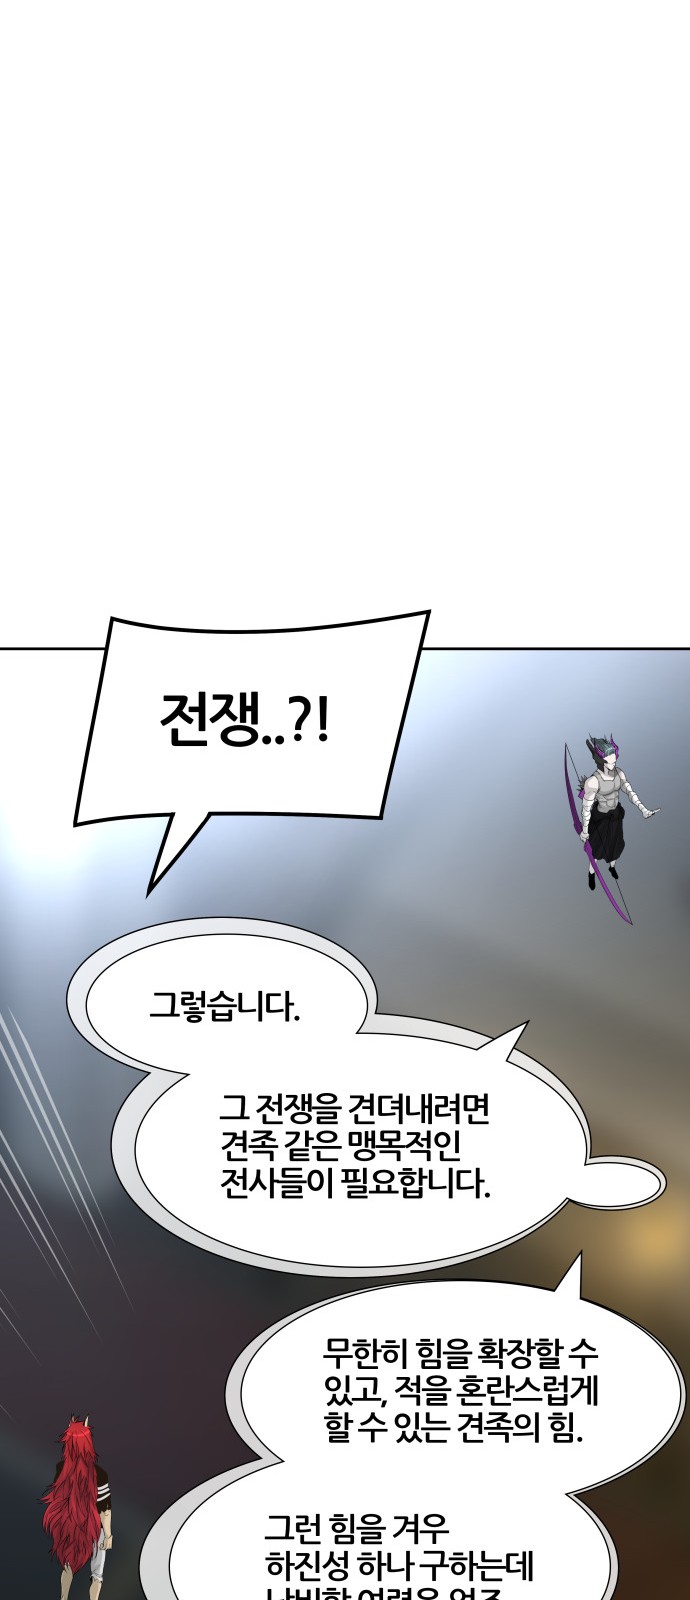 전쟁..?!
그렇습니다.
그 전쟁을 견뎌내려면
견족 같은 맹목적인
전사들이 필요합니다.
무한히 힘을 확장할 수
있고, 적을 혼란스럽게
할 수 있는 견족의 힘.
그런 힘을 겨우
하진성 하나 구하는데